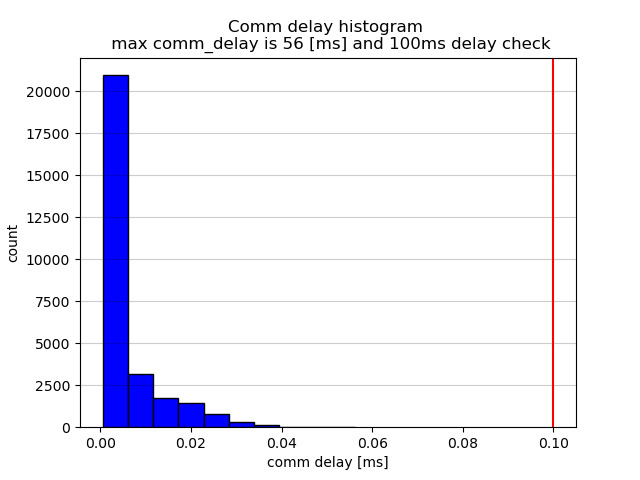 Comm delay histogram
max comm_delay is 56 [ms] and 100ms delay check
20000
17500
15000
12500
10000
7500
5000
2500
0
count
0.00 0.02 0.04 0.06 0.08 0.10
comm delay [ms]